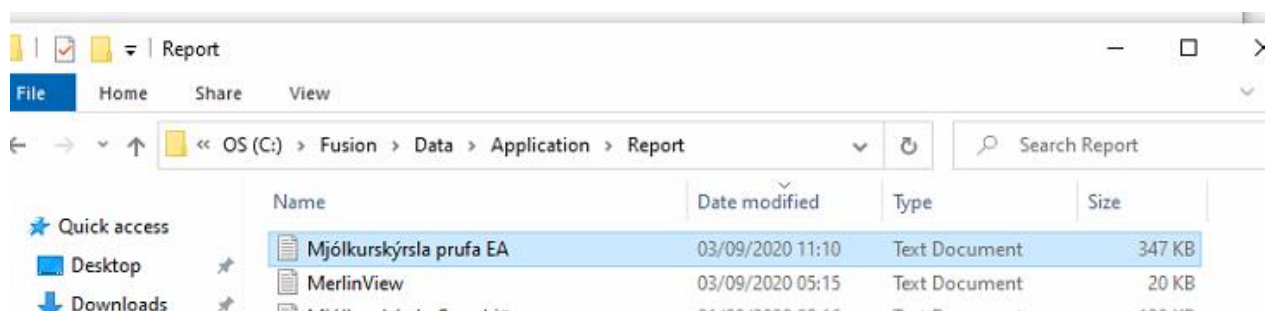 Report
File Home Share View
« OS (C:) › Fusion › Data › Application › Report Search Report
Name Date modified Type Size
Quick access
Mjólkurskýrsla prufa EA 03/09/2020 11:10 Text Document 347 KB
Desktop
MerlinView 03/09/2020 05:15 Text Document 20 KB
Downloads